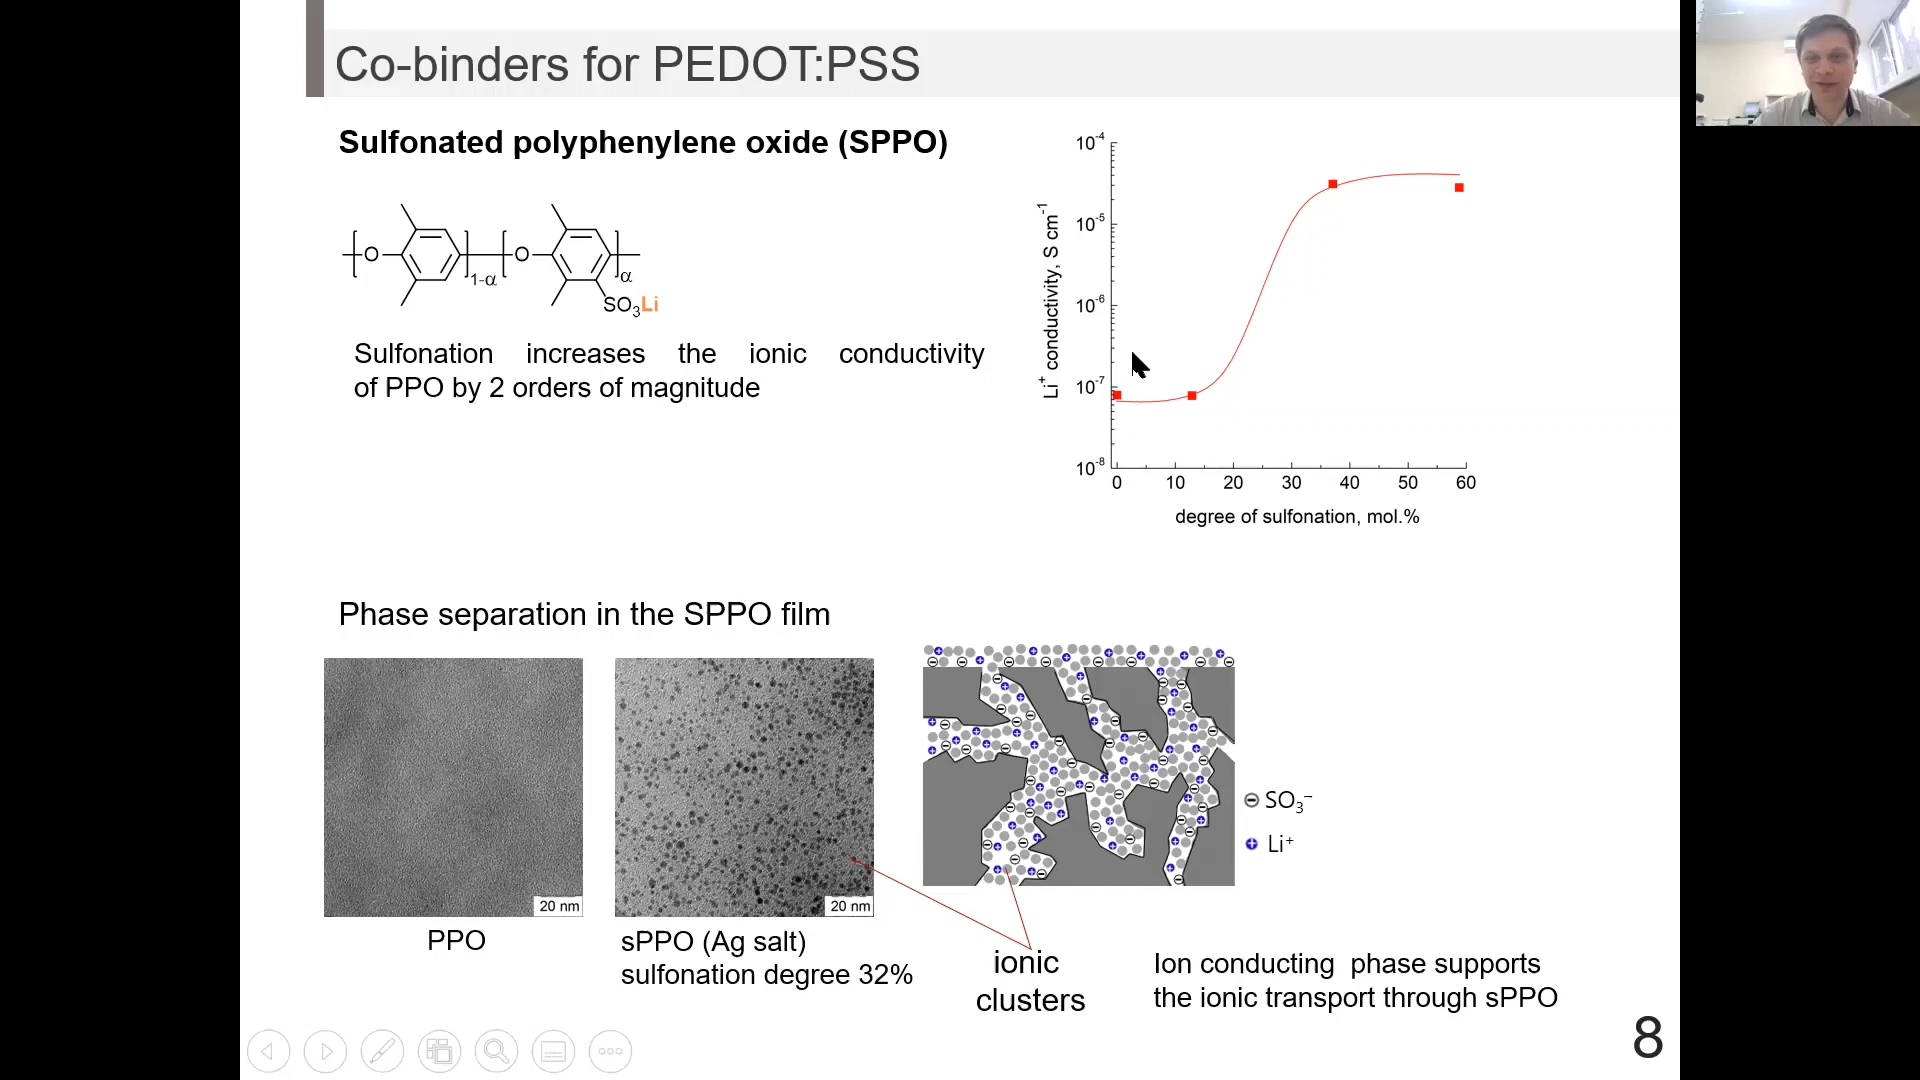 Co-binders for PEDOT:PSS
Sulfonated polyphenylene oxide (SPPO)
O
1-α
O
α
SO₃Li
Sulfonation increases the ionic conductivity
of PPO by 2 orders of magnitude
Li⁺ conductivity, S cm⁻¹
10⁻⁴
10⁻⁵
10⁻⁶
10⁻⁷
10⁻⁸
0 10 20 30 40 50 60
degree of sulfonation, mol.%
Phase separation in the SPPO film
20 nm
20 nm
SO₃⁻
Li⁺
PPO
sPPO (Ag salt)
sulfonation degree 32%
ionic
clusters
Ion conducting phase supports
the ionic transport through sPPO
8